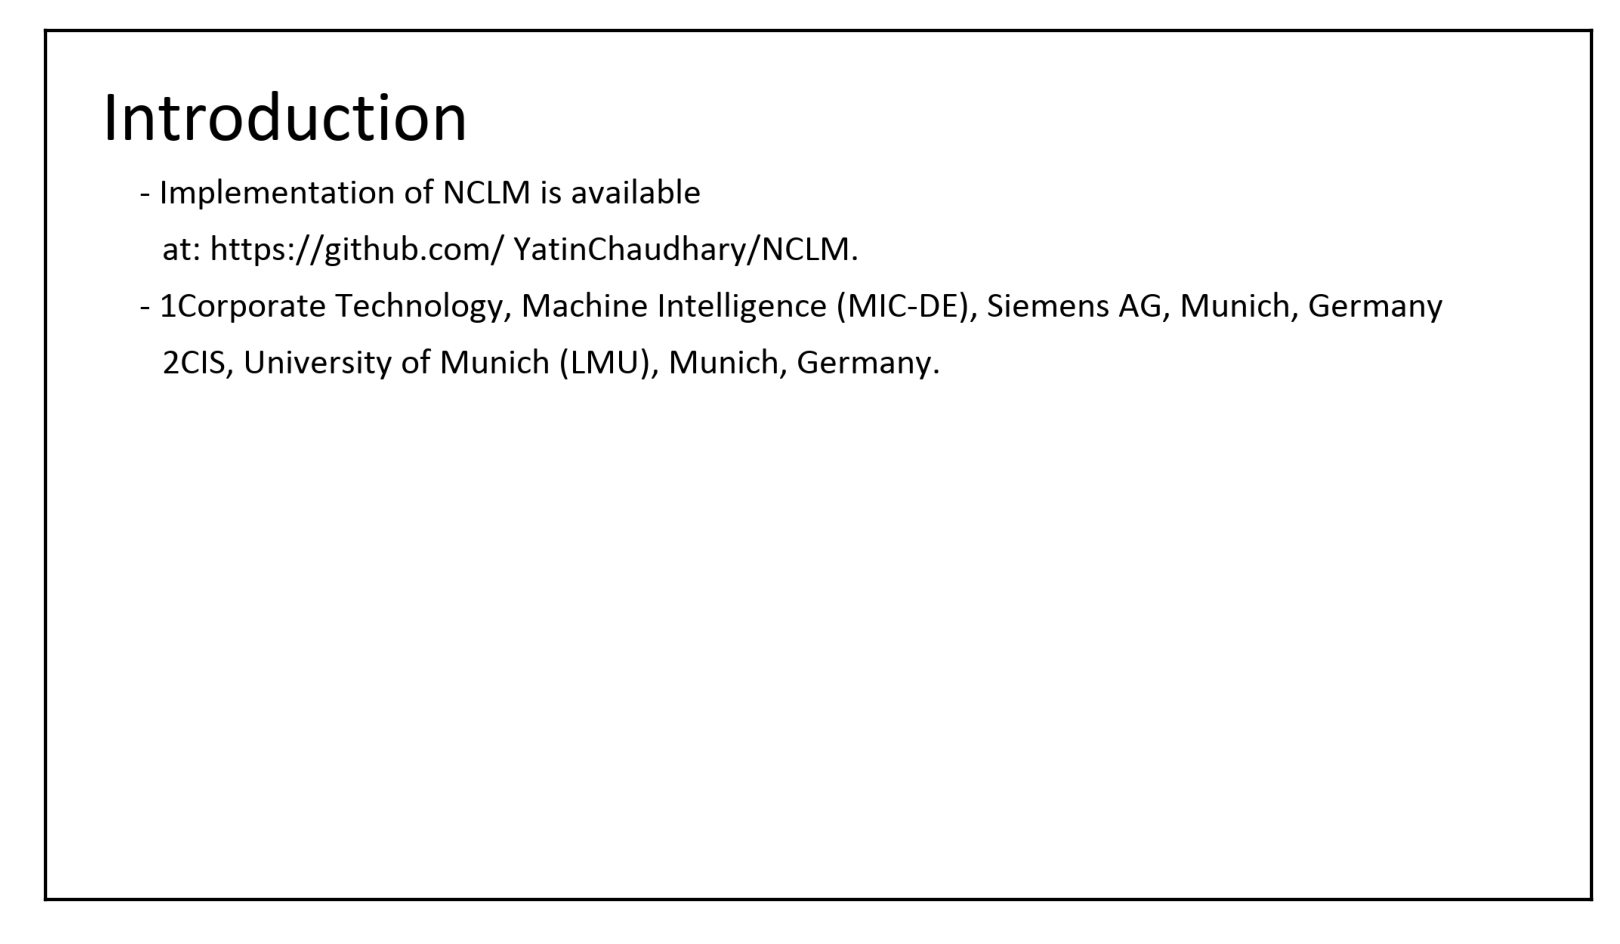 Introduction
- Implementation of NCLM is available
at: https://github.com/ YatinChaudhary/NCLM.
- 1Corporate Technology, Machine Intelligence (MIC-DE), Siemens AG, Munich, Germany
2CIS, University of Munich (LMU), Munich, Germany.